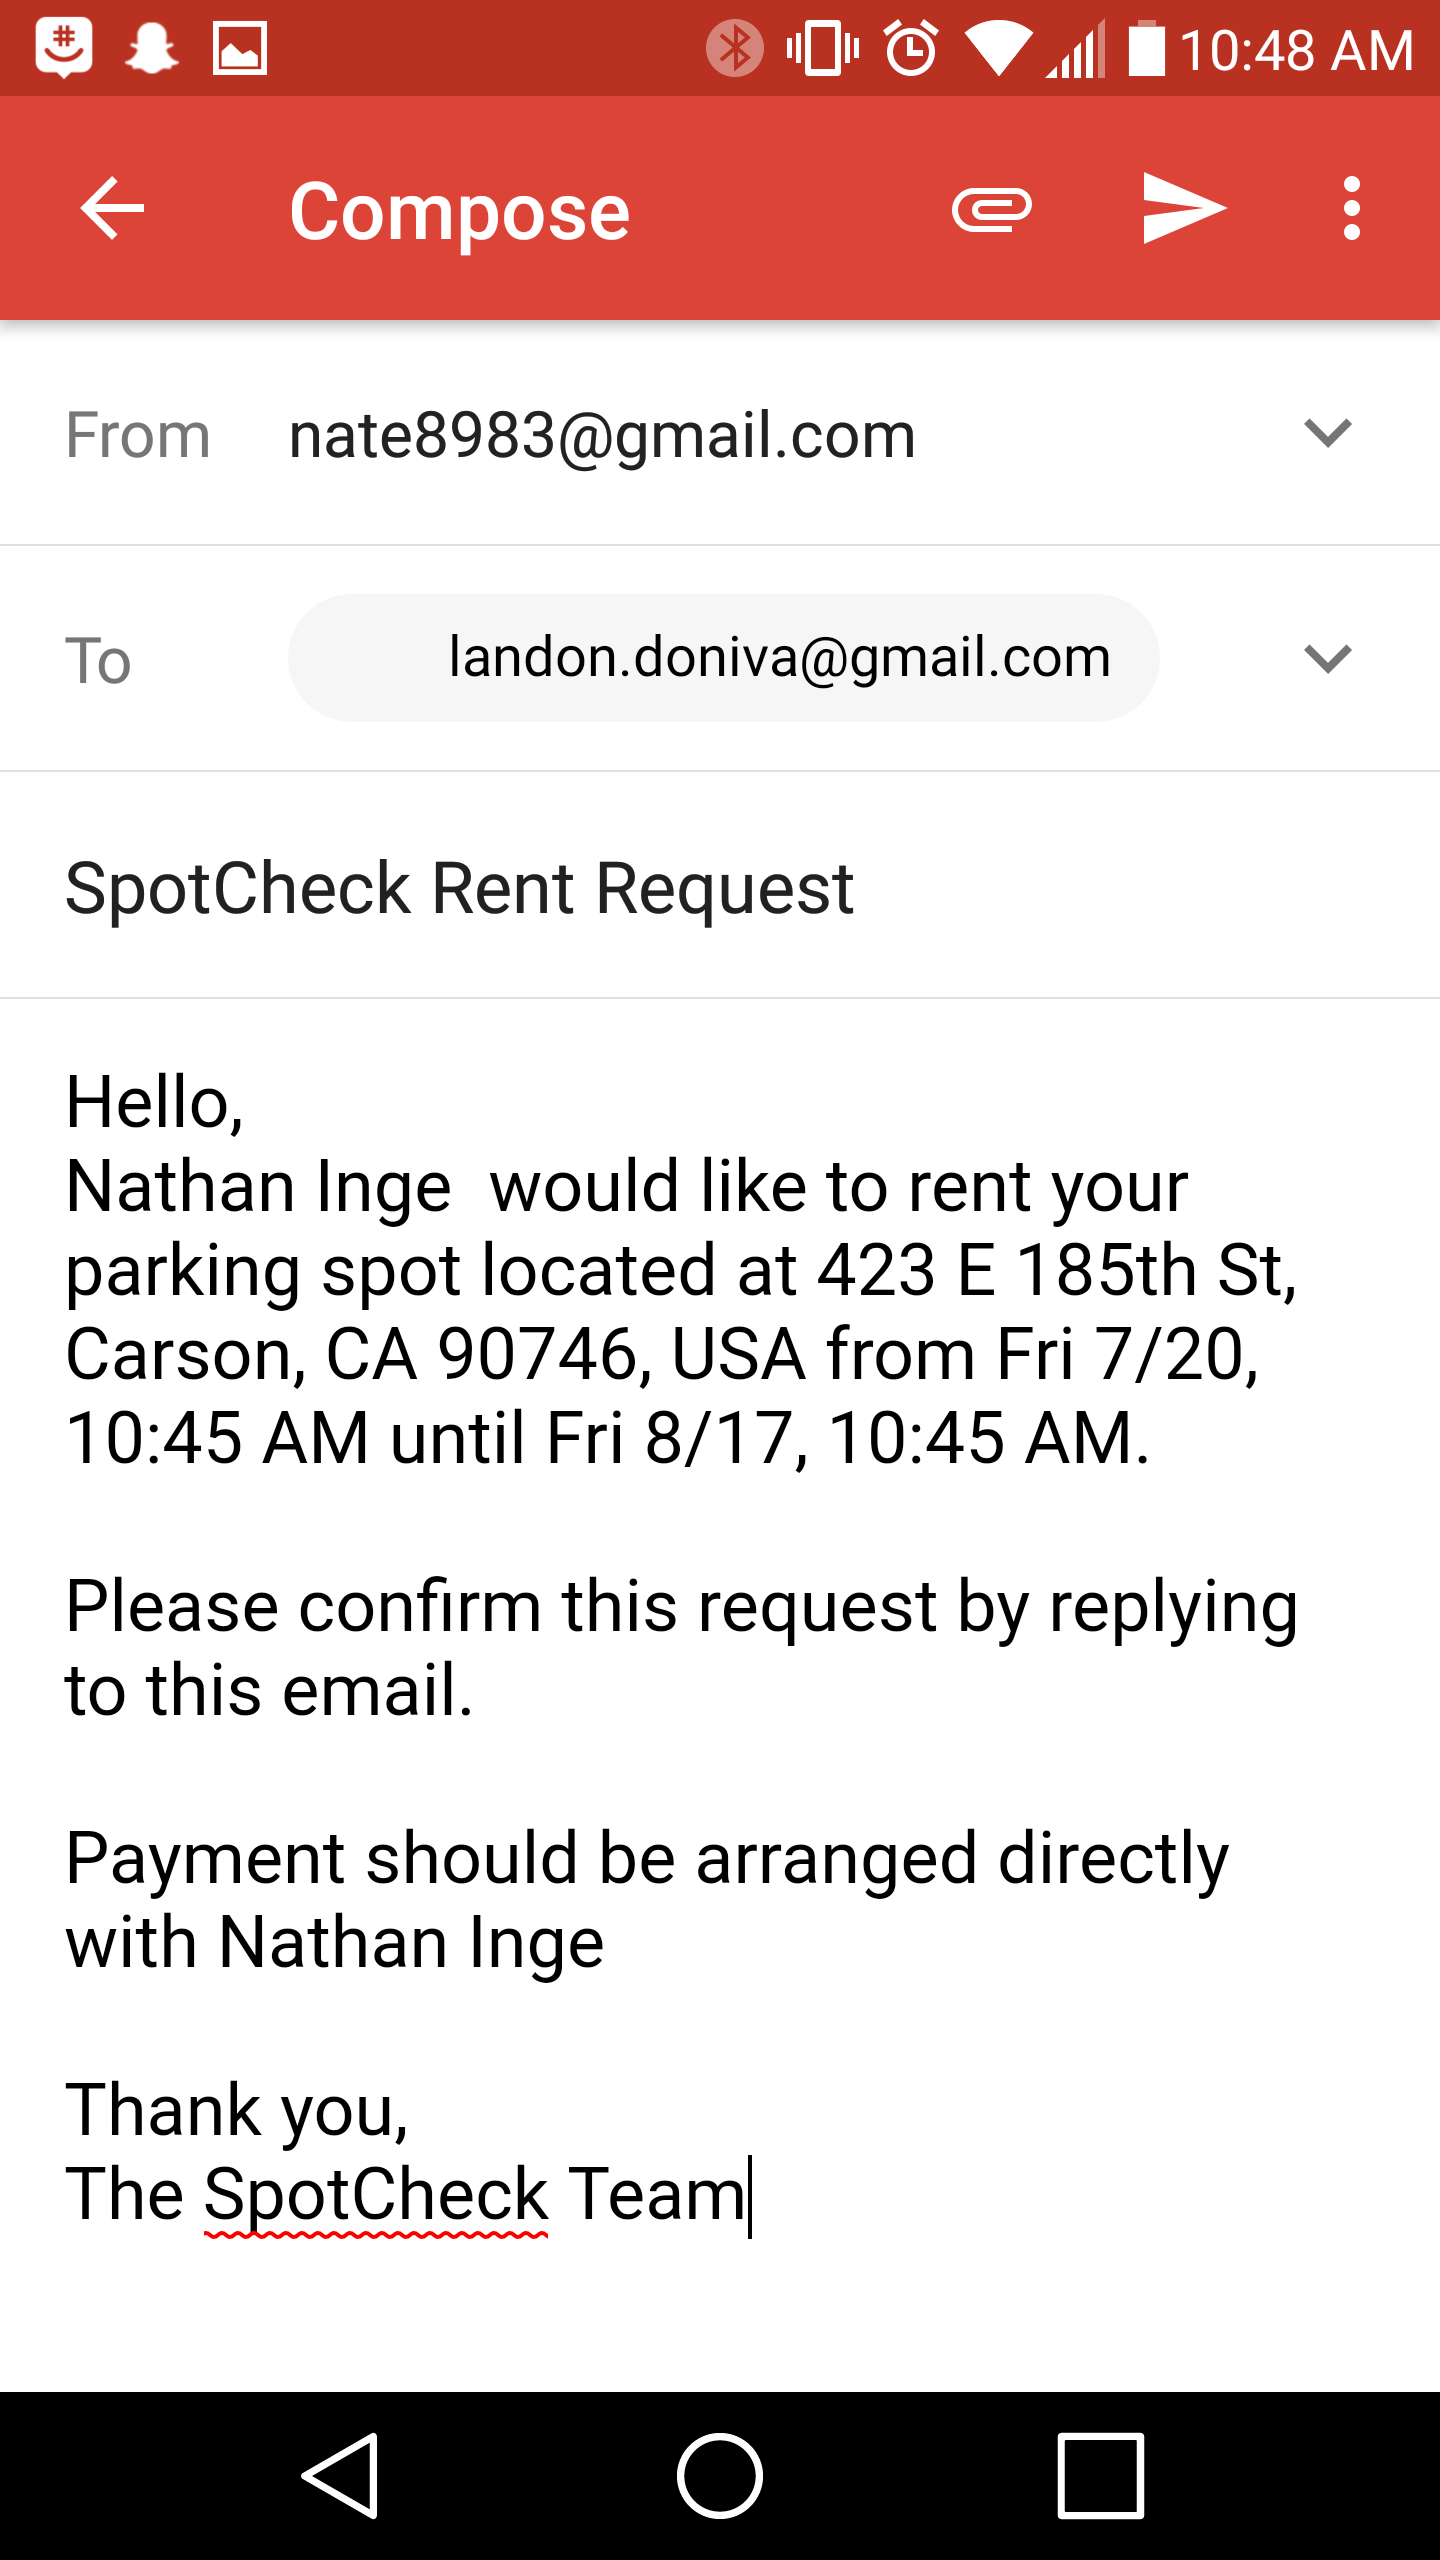 10:48 AM
Compose
From nate8983@gmail.com
To landon.doniva@gmail.com
SpotCheck Rent Request
Hello,
Nathan Inge  would like to rent your
parking spot located at 423 E 185th St,
Carson, CA 90746, USA from Fri 7/20,
10:45 AM until Fri 8/17, 10:45 AM.
Please confirm this request by replying
to this email.
Payment should be arranged directly
with Nathan Inge
Thank you,
The SpotCheck Team